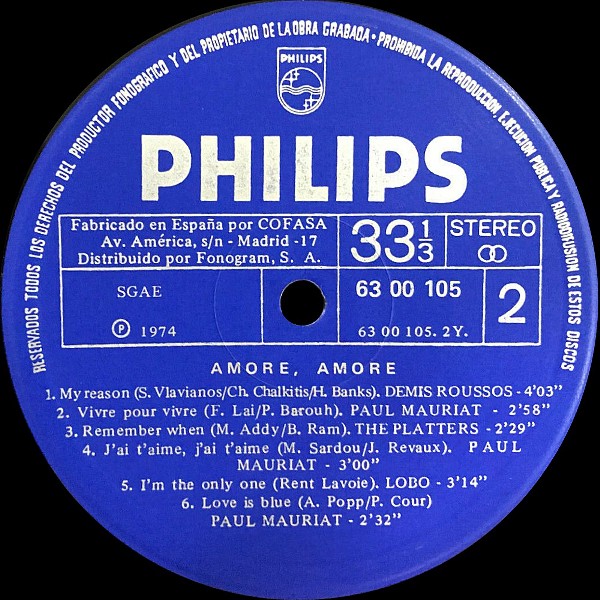 RESERVADOS TODOS LOS DERECHOS DEL PRODUCTOR FONOGRAFICO Y DEL PROPIETARIO DE LA OBRA GRABADA - PROHIBIDA LA REPRODUCCION, EJECUCION PUBLICA Y RADIODIFUSION DE ESTOS DISCOS
PHILIPS
PHILIPS
Fabricado en España por COFASA
Av. América, s/n - Madrid -17
Distribuido por Fonogram, S. A.
33 1/3
STEREO
SGAE
Ⓟ 1974
63 00 105
63 00 105. 2Y.
2
AMORE, AMORE
1. My reason (S. Vlavianos/Ch. Chalkitis/H. Banks). DEMIS ROUSSOS - 4'03"
2. Vivre pour vivre (F. Lai/P. Barouh). PAUL MAURIAT - 2'58"
3. Remember when (M. Addy/B. Ram). THE PLATTERS - 2'29"
4. J'ai t'aime, j'ai t'aime (M. Sardou/J. Revaux). PAUL
MAURIAT - 3'00"
5. I'm the only one (Rent Lavoie). LOBO - 3'14"
6. Love is blue (A. Popp/P. Cour)
PAUL MAURIAT - 2'32"